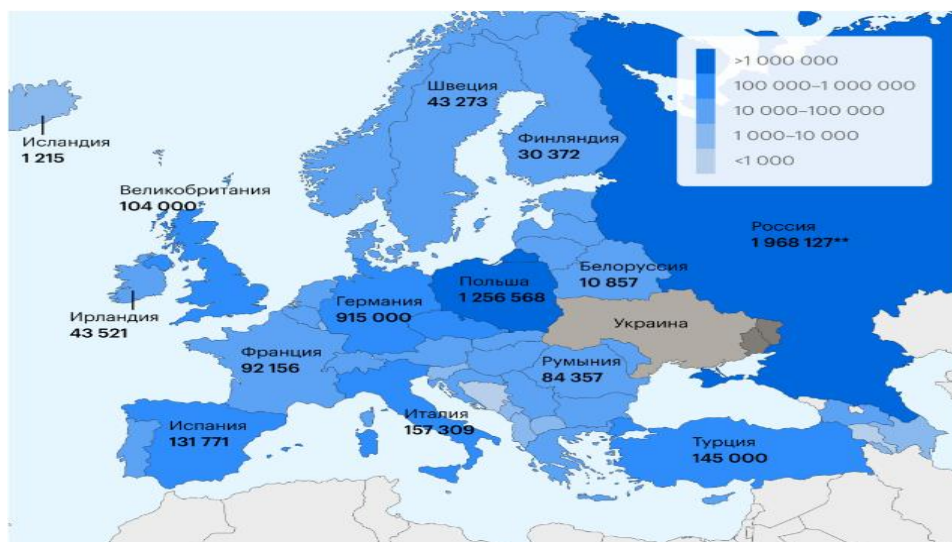 >1 000 000
100 000–1 000 000
10 000–100 000
1 000–10 000
<1 000
Швеция
43 273
Исландия
1 215
Финляндия
30 372
Великобритания
104 000
Россия
1 968 127**
Белоруссия
10 857
Польша
1 256 568
Германия
915 000
Ирландия
43 521
Украина
Франция
92 156
Румыния
84 357
Италия
157 309
Испания
131 771
Турция
145 000